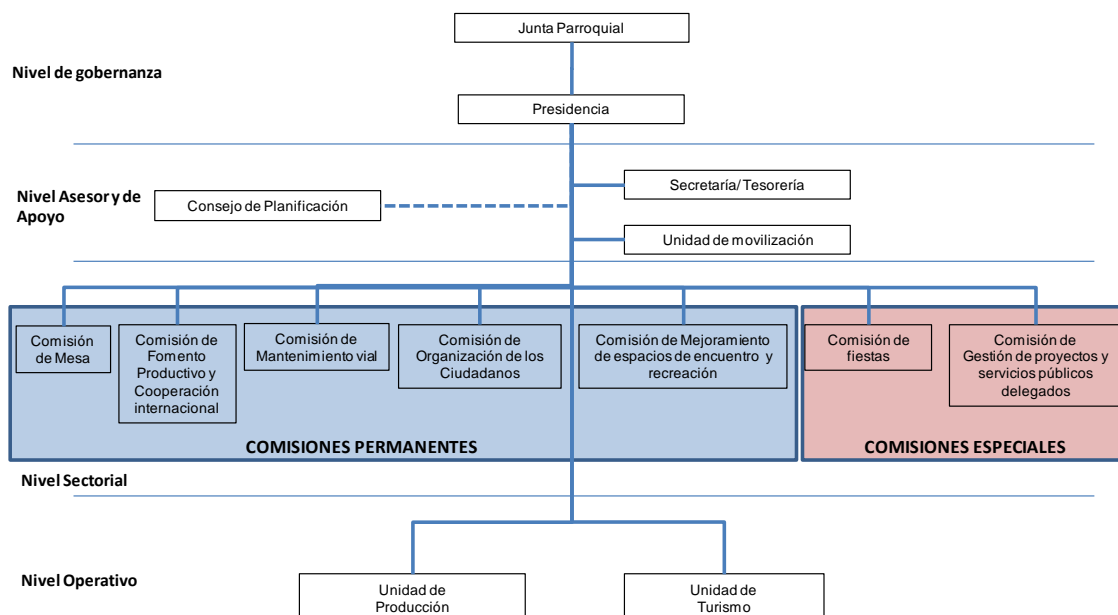 Junta Parroquial
Nivel de gobernanza
Presidencia
Nivel Asesor y de
Apoyo
Secretaría/ Tesorería
Consejo de Planificación
Unidad de movilización
Comisión
de Mesa
Comisión de
Fomento
Productivo y
Cooperación
internacional
Comisión de
Mantenimiento vial
Comisión de
Organización de los
Ciudadanos
Comisión de Mejoramiento
de espacios de encuentro y
recreación
Comisión de
fiestas
Comisión de
Gestión de proyectos y
servicios públicos
delegados
COMISIONES PERMANENTES
COMISIONES ESPECIALES
Nivel Sectorial
Nivel Operativo
Unidad de
Producción
Unidad de
Turismo